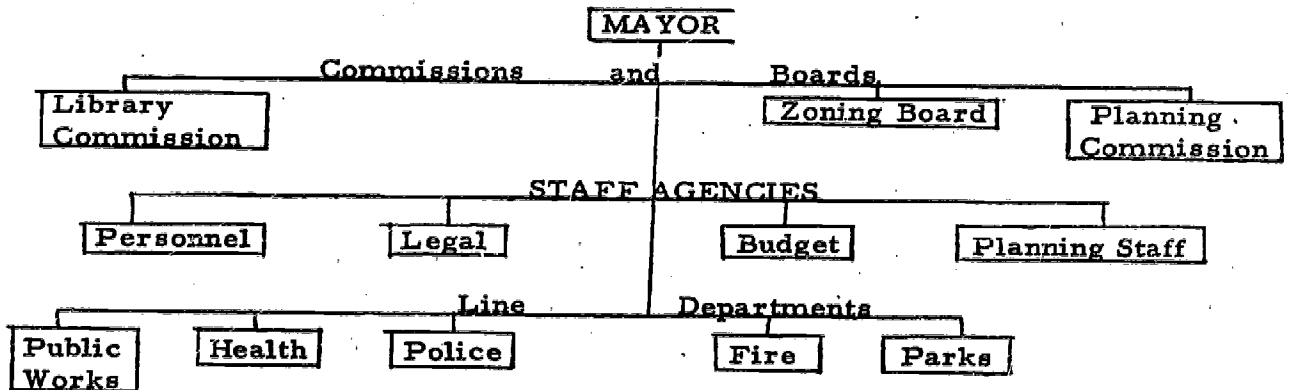 MAYOR
Commissions and Boards
Library
Commission
Zoning Board
Planning
Commission
STAFF AGENCIES
Personnel
Legal
Budget
Planning Staff
Line Departments
Public
Works
Health
Police
Fire
Parks